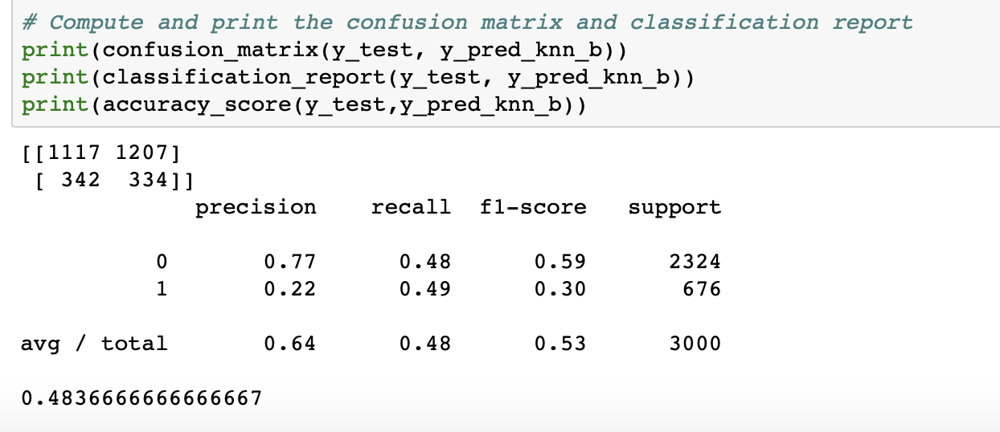 # Compute and print the confusion matrix and classification report
print(confusion_matrix(y_test, y_pred_knn_b))
print(classification_report(y_test, y_pred_knn_b))
print(accuracy_score(y_test,y_pred_knn_b))
[[1117 1207]
 [ 342  334]]
             precision    recall  f1-score   support
          0       0.77      0.48      0.59      2324
          1       0.22      0.49      0.30       676
avg / total       0.64      0.48      0.53      3000
0.4836666666666667